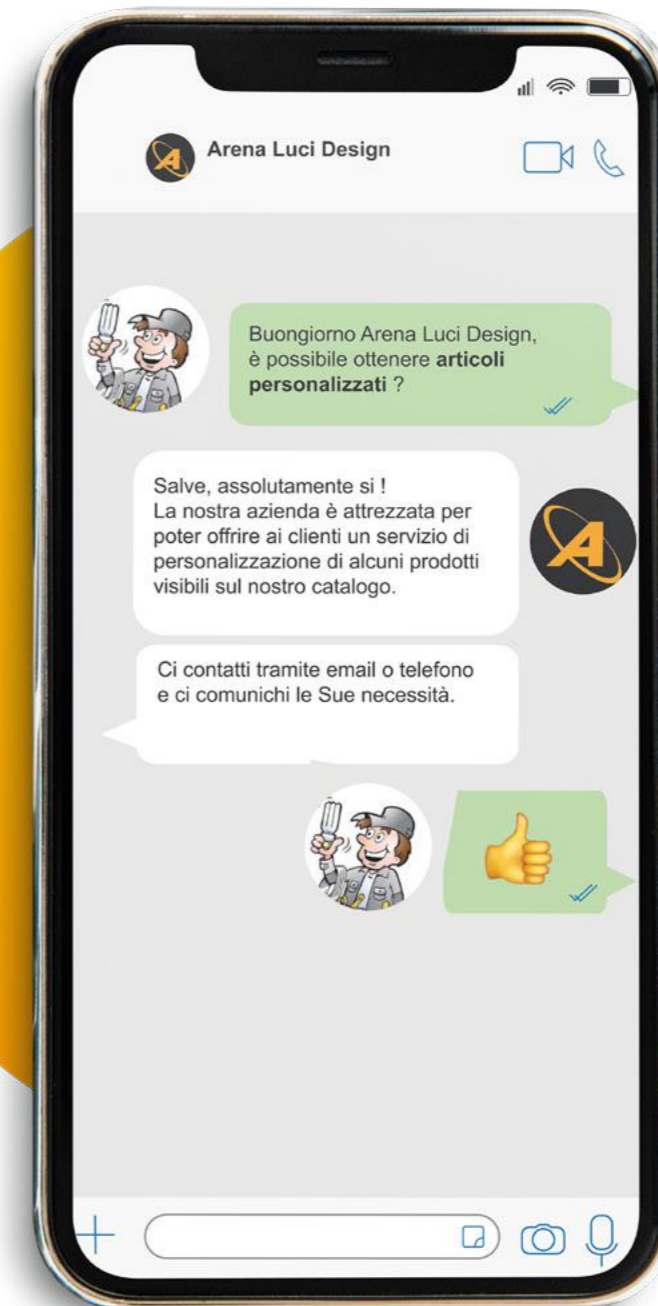 Arena Luci Design
Buongiorno Arena Luci Design,
è possibile ottenere articoli
personalizzati ?
Salve, assolutamente si !
La nostra azienda è attrezzata per
poter offrire ai clienti un servizio di
personalizzazione di alcuni prodotti
visibili sul nostro catalogo.
Ci contatti tramite email o telefono
e ci comunichi le Sue necessità.